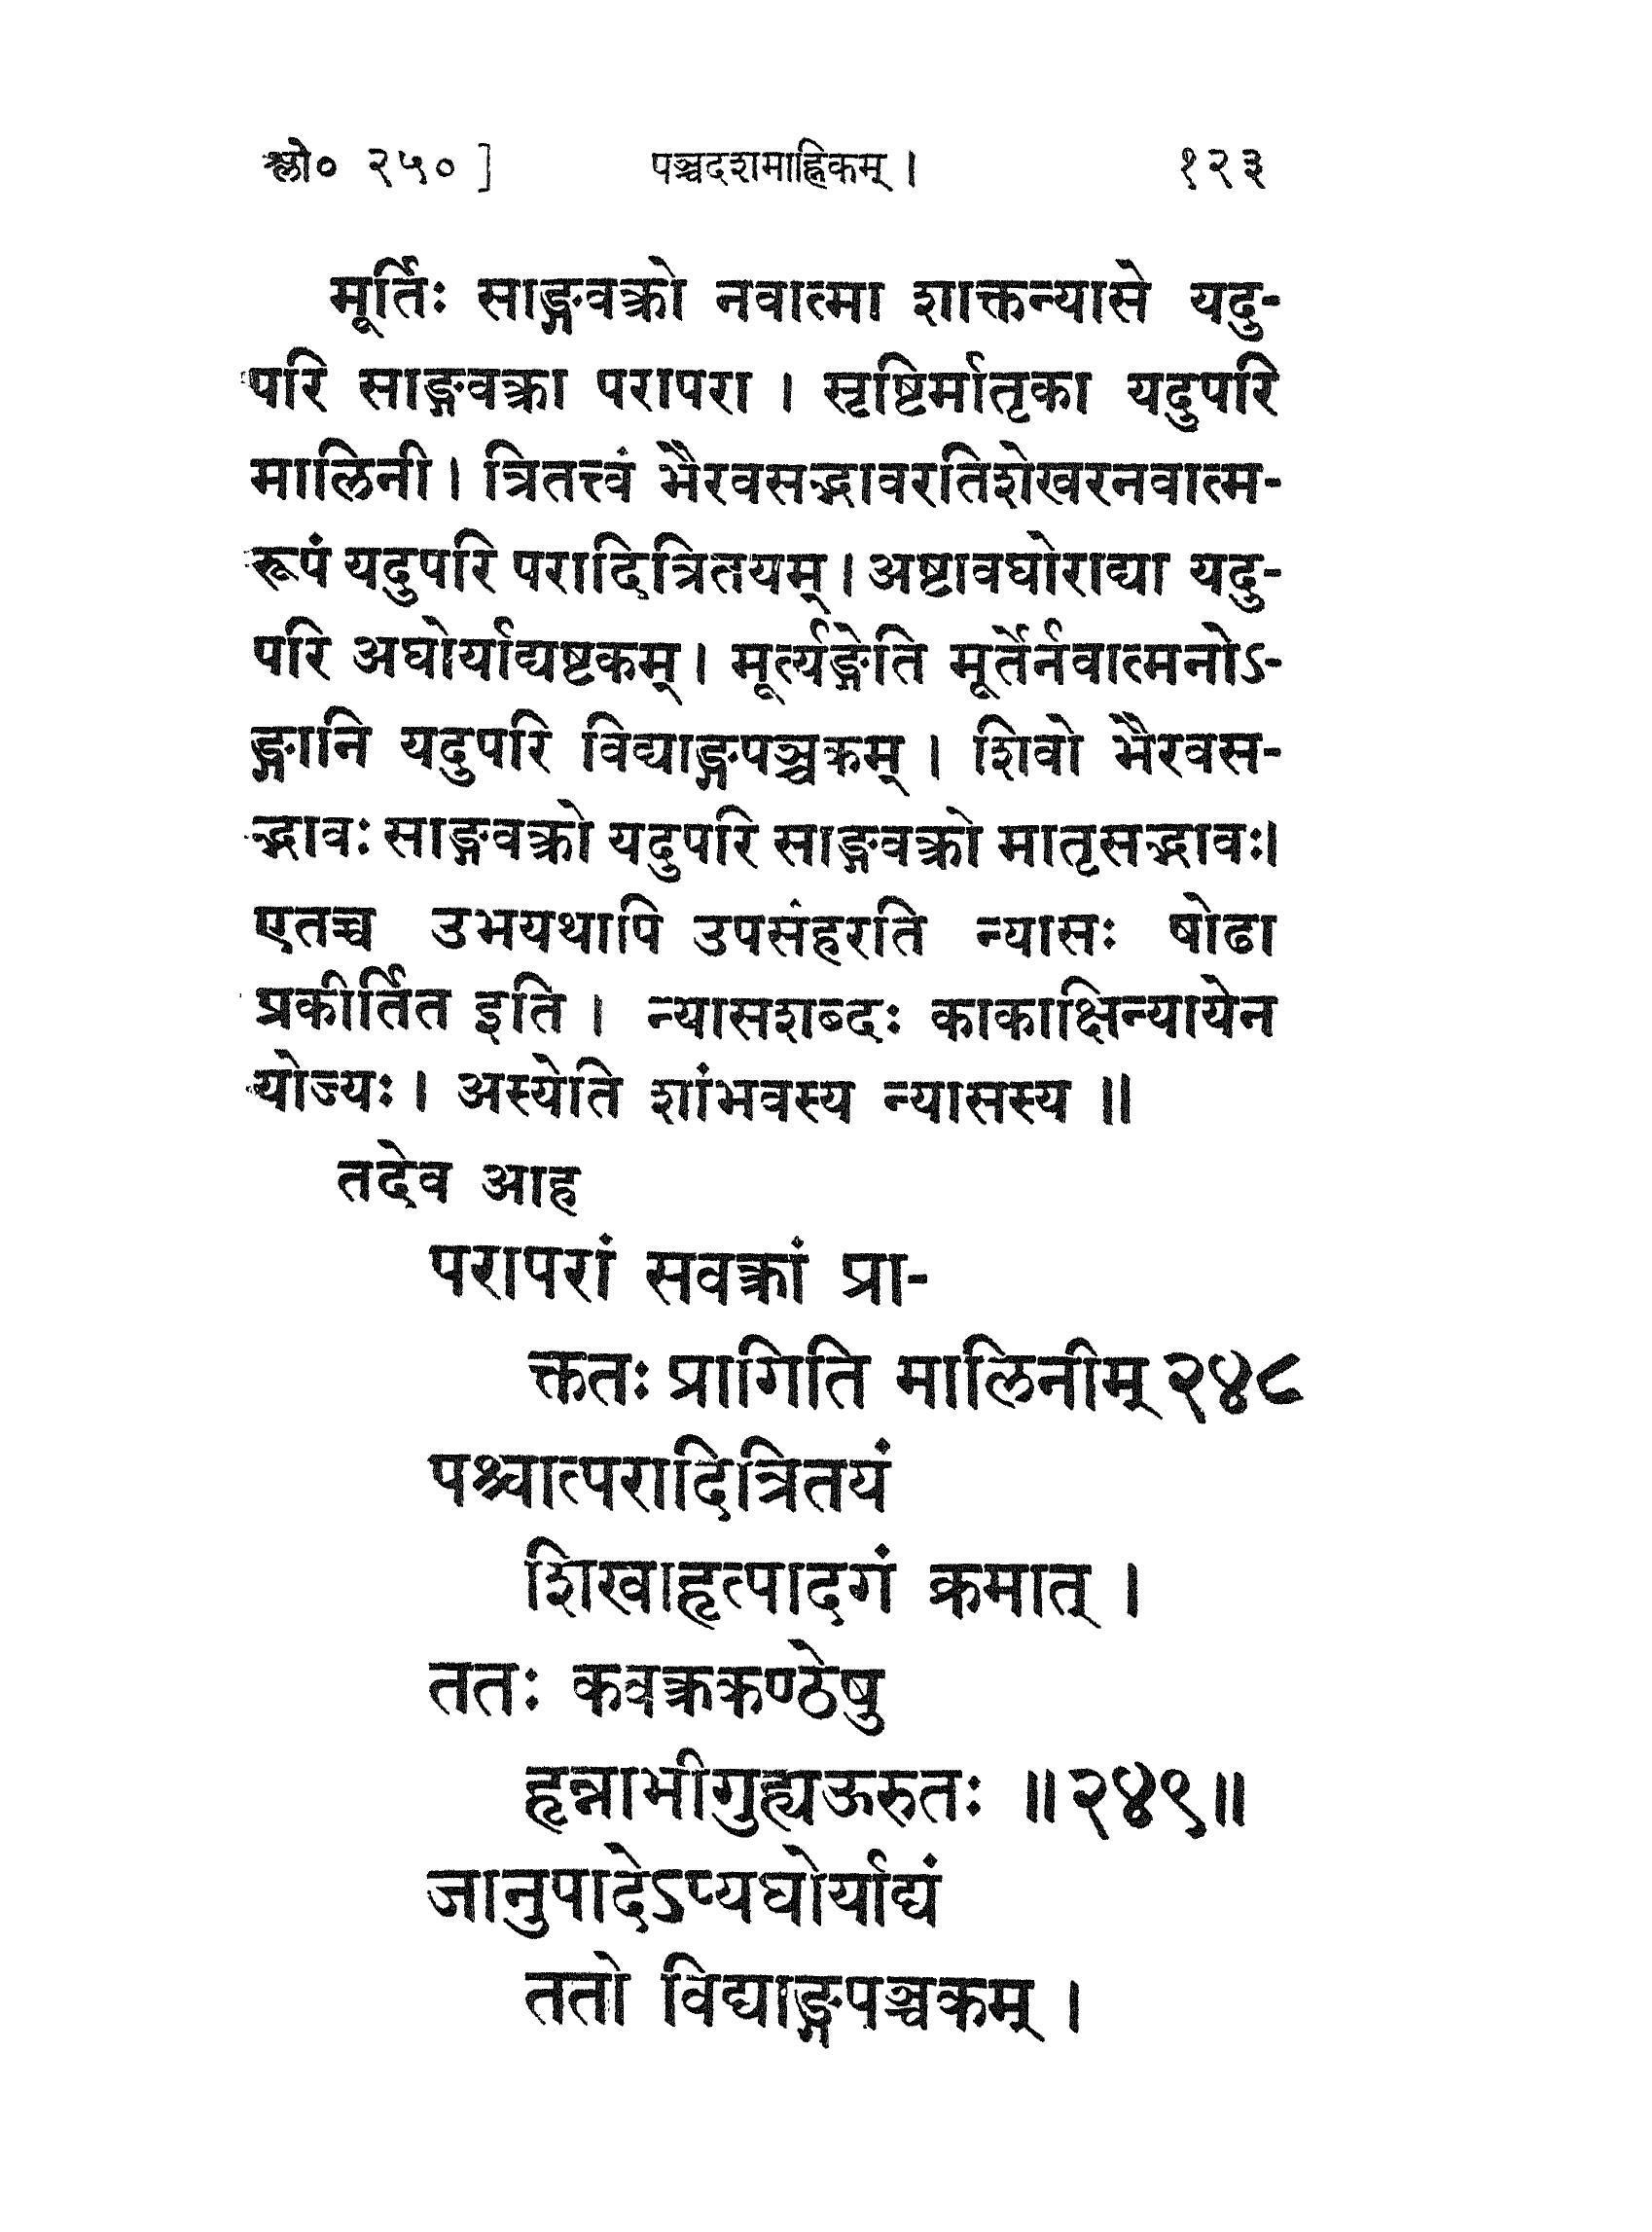 श्लो० २५० ] पञ्चदशमाह्निकम् । १२३
मूर्तिः साङ्गवक्त्रो नवात्मा शाक्तन्यासे यदु-
परि साङ्गवक्त्रा परापरा । सृष्टिर्मातृका यदुपरि
मालिनी । त्रितत्त्वं भैरवसद्भावरतिशेखरनवात्म-
रूपं यदुपरि परादित्रितयम् । अष्टावघोराद्या यदु-
परि अघोर्याद्यष्टकम् । मूर्त्यङ्गेति मूर्तेर्नवात्मनोऽ-
ङ्गानि यदुपरि विद्याङ्गपञ्चकम् । शिवो भैरवस-
द्भावः साङ्गवक्त्रो यदुपरि साङ्गवक्त्रो मातृसद्भावः।
एतच्च उभयथापि उपसंहरति न्यासः षोढा
प्रकीर्तित इति । न्यासशब्दः काकाक्षिन्यायेन
योज्यः । अस्येति शांभवस्य न्यासस्य ॥
तदेव आह
परापरां सवक्त्रां प्रा-
क्ततः प्रागिति मालिनीम् २४८
पश्चात्परादित्रितयं
शिखाहृत्पादगं क्रमात् ।
ततः कवक्त्रकण्ठेषु
हृन्नाभीगुह्यऊरुतः ॥ २४९ ॥
जानुपादेऽप्यघोर्याद्यं
ततो विद्याङ्गपञ्चकम् ।